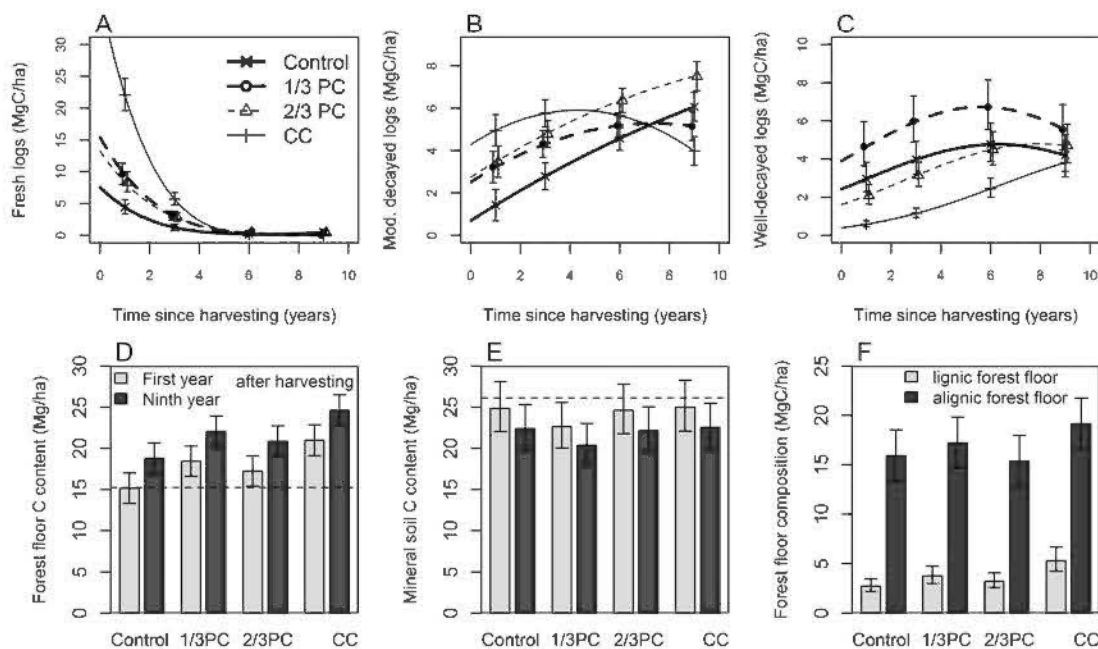 A
Fresh logs (MgC/ha)
30
25
20
15
10
5
0
Control
1/3 PC
2/3 PC
CC
0 2 4 6 8 10
Time since harvesting (years)
B
Mod. decayed logs (MgC/ha)
8
6
4
2
0
0 2 4 6 8 10
Time since harvesting (years)
C
Well-decayed logs (MgC/ha)
8
6
4
2
0
0 2 4 6 8 10
Time since harvesting (years)
D
Forest floor C content (Mg/ha)
30
25
20
15
10
5
0
First year after harvesting
Ninth year
Control 1/3PC 2/3PC CC
E
Mineral soil C content (Mg/ha)
30
25
20
15
10
5
0
Control 1/3PC 2/3PC CC
F
Forest floor composition (MgC/ha)
25
20
15
10
5
0
lignic forest floor
alignic forest floor
Control 1/3PC 2/3PC CC